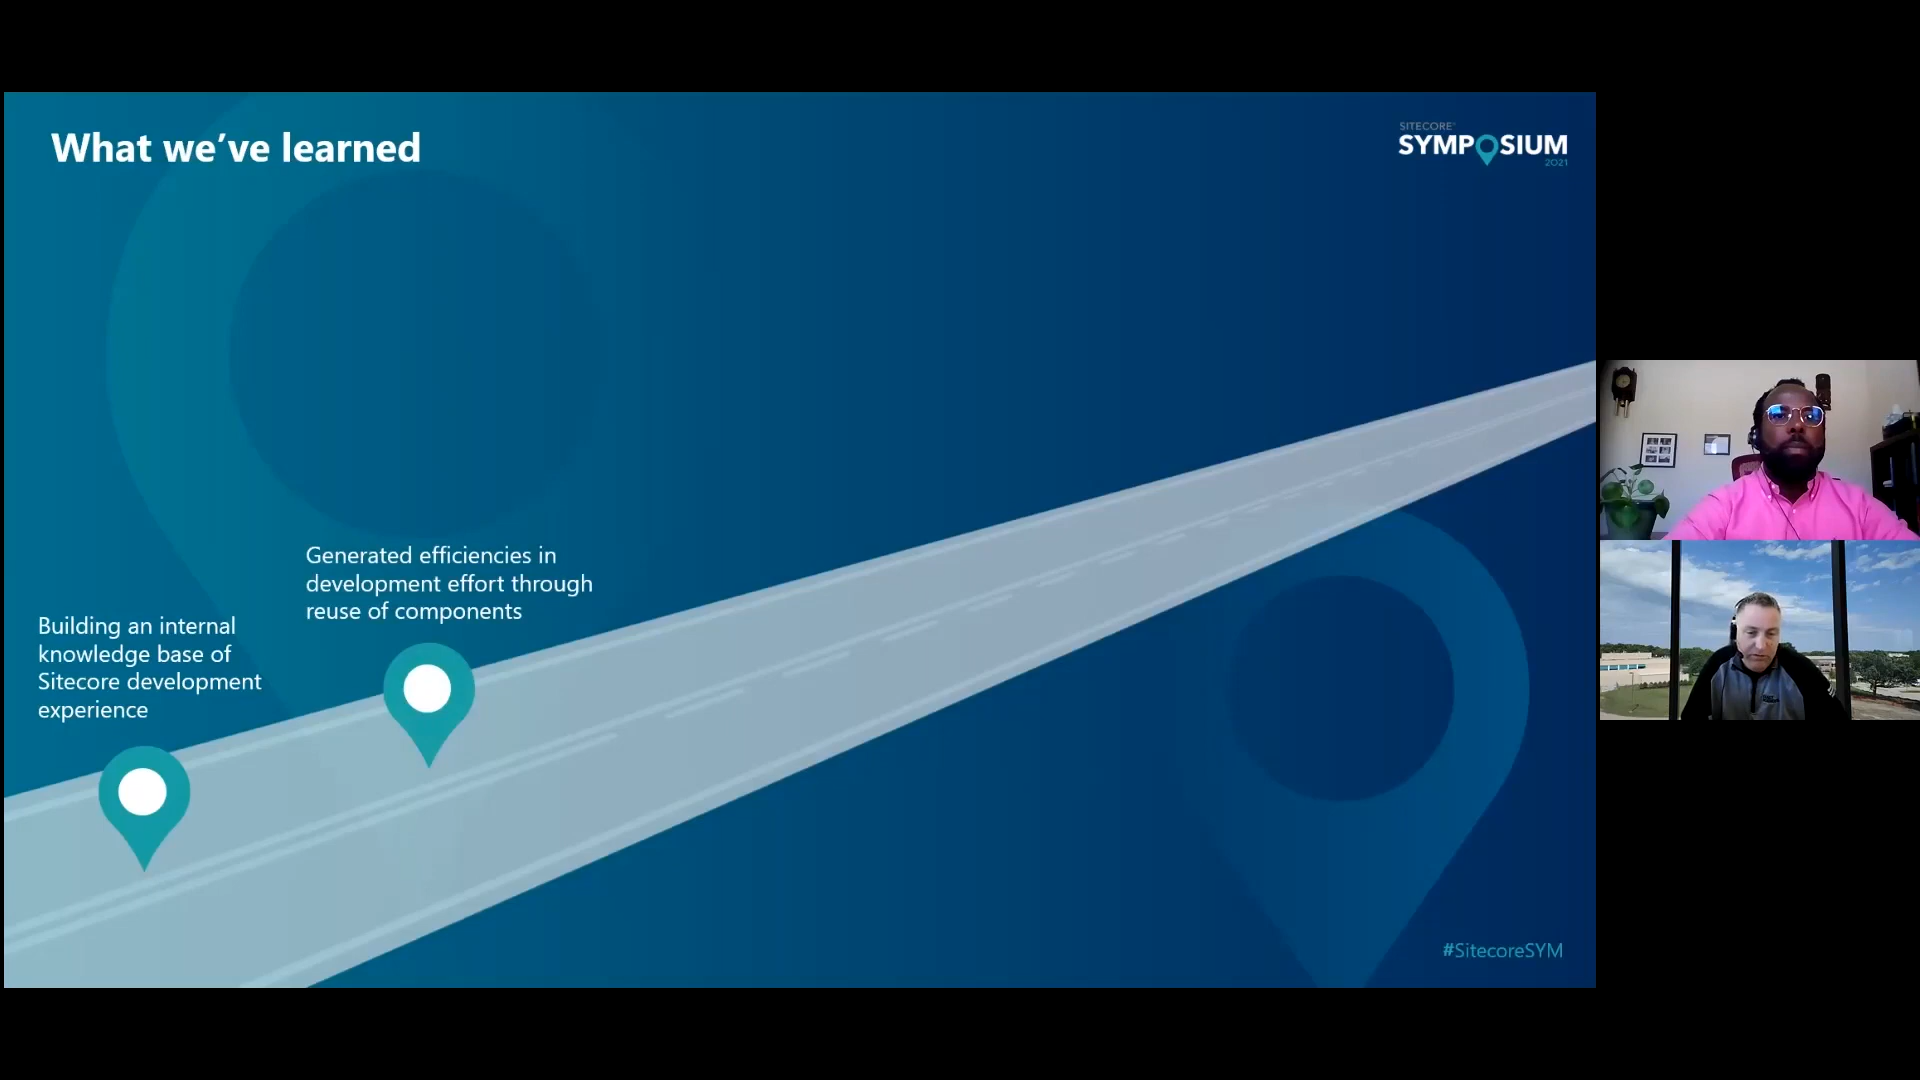 What we’ve learned
SITECORE
SYMPOSIUM
2021
Generated efficiencies in
development effort through
reuse of components
Building an internal
knowledge base of
Sitecore development
experience
#SitecoreSYM